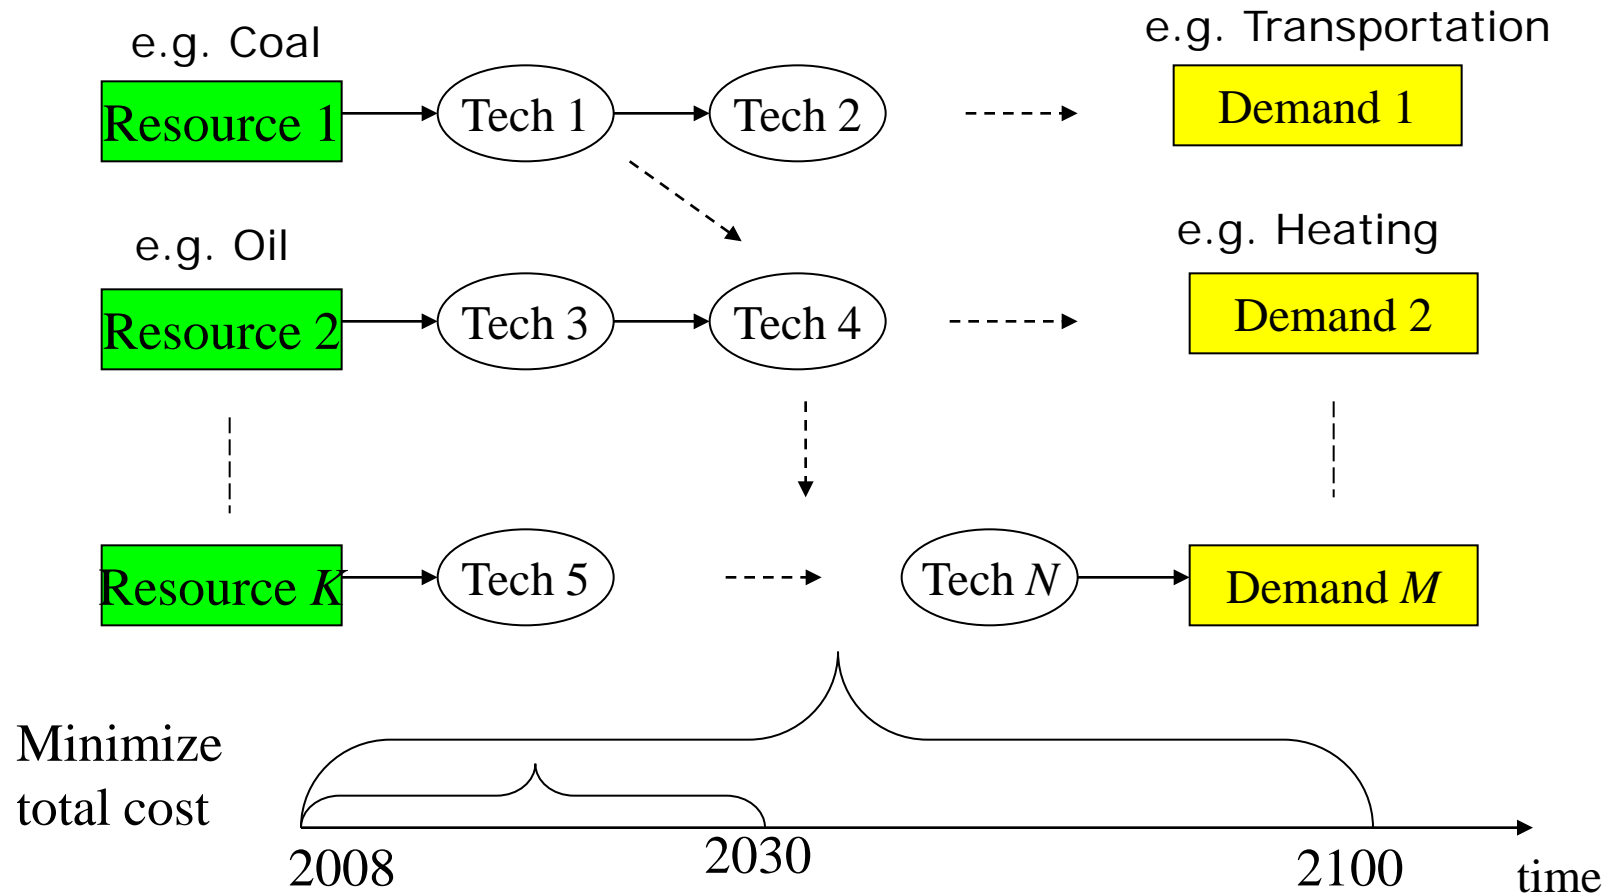 e.g. Coal
e.g. Transportation
Resource 1
Tech 1
Tech 2
Demand 1
e.g. Oil
e.g. Heating
Resource 2
Tech 3
Tech 4
Demand 2
Resource K
Tech 5
Tech N
Demand M
Minimize
total cost
2008
2030
2100
time